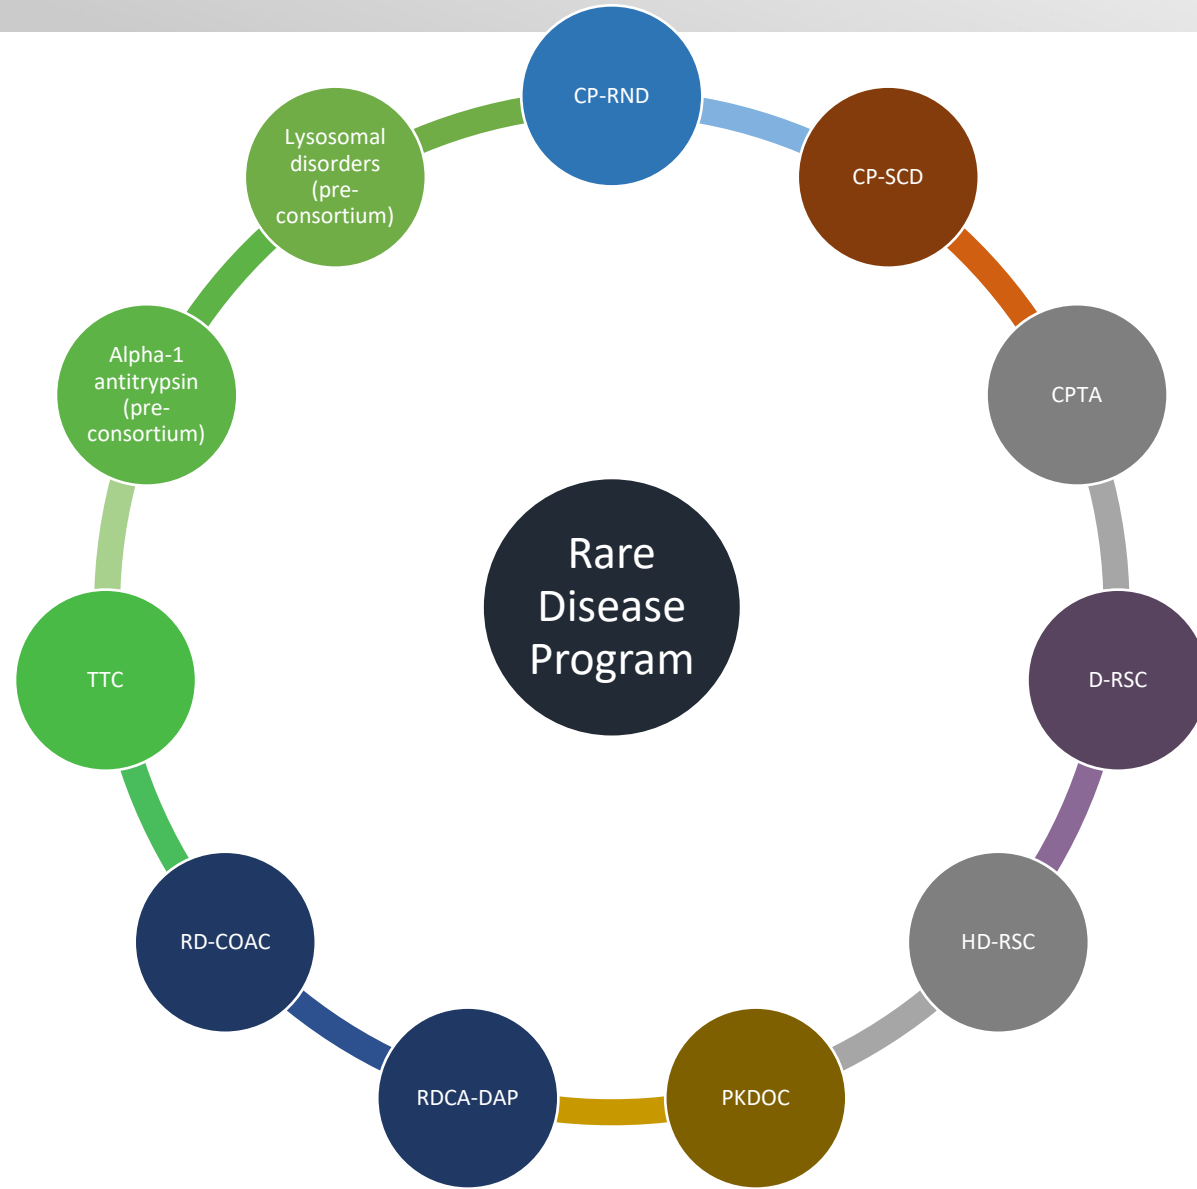 CP-RND
CP-SCD
CPTA
D-RSC
HD-RSC
PKDOC
RDCA-DAP
RD-COAC
TTC
Alpha-1
antitrypsin
(pre-
consortium)
Lysosomal
disorders
(pre-
consortium)
Rare
Disease
Program